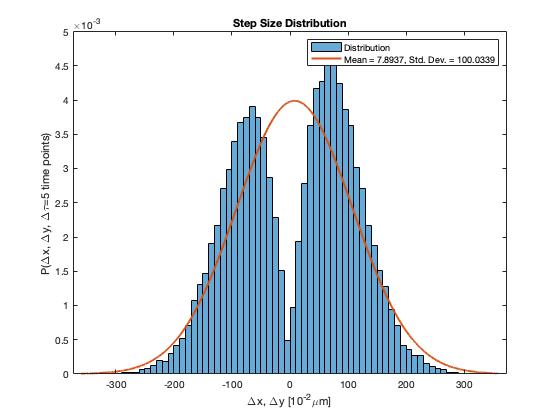 Step Size Distribution
×10⁻³
Distribution
Mean = 7.8937, Std. Dev. = 100.0339
5
4.5
4
3.5
3
2.5
2
1.5
1
0.5
0
P(Δx, Δy, Δτ=5 time points)
-300 -200 -100 0 100 200 300
Δx, Δy [10⁻² μm]